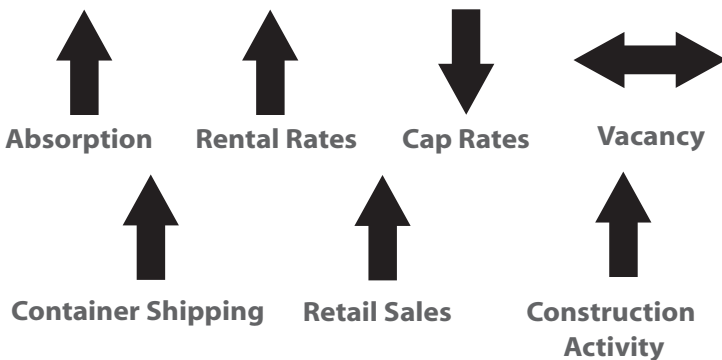 Absorption Rental Rates Cap Rates Vacancy
Container Shipping Retail Sales Construction
Activity